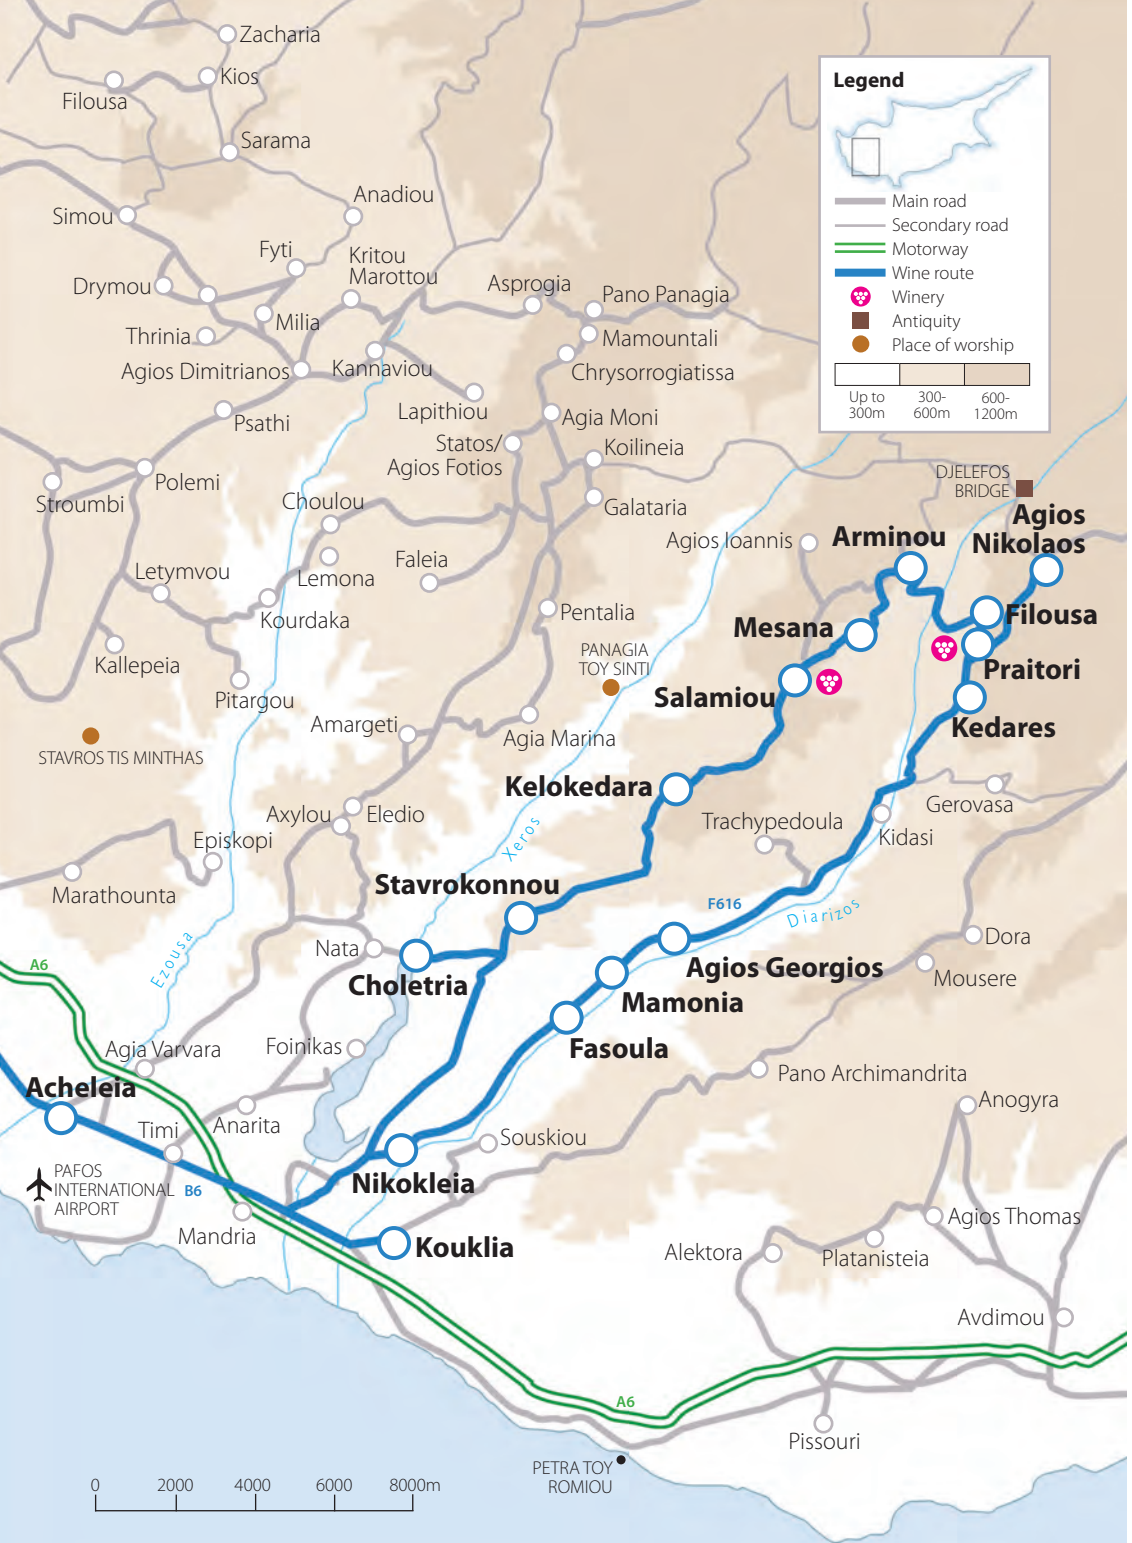 Zacharia
Kios
Filousa
Sarama
Anadiou
Simou
Fyti
Kritou
Marottou
Drymou
Asprogia
Pano Panagia
Milia
Thrinia
Mamountali
Agios Dimitrianos
Kannaviou
Chrysorrogiatissa
Lapithiou
Psathi
Agia Moni
Statos/
Agios Fotios
Koilineia
Polemi
Stroumbi
Choulou
Galataria
Agios Ioannis
Letymvou
Lemona
Faleia
Kourdaka
Pentalia
Kallepeia
Pitargou
PANAGIA
TOY SINTI
STAVROS TIS MINTHAS
Amargeti
Agia Marina
Axylou
Eledio
Episkopi
Marathounta
Xeros
Ezousa
Nata
A6
Agia Varvara
Foinikas
Anarita
Timi
PAFOS
INTERNATIONAL
AIRPORT
B6
Mandria
Legend
Main road
Secondary road
Motorway
Wine route
Winery
Antiquity
Place of worship
Up to
300m
300-
600m
600-
1200m
DJELEFOS
BRIDGE
Agios
Nikolaos
Arminou
Filousa
Mesana
Praitori
Salamiou
Kedares
Kelokedara
Gerovasa
Trachypedoula
Kidasi
Stavrokonnou
F616
Diarizos
Choletria
Agios Georgios
Dora
Mousere
Mamonia
Fasoula
Acheleia
Pano Archimandrita
Anogyra
Souskiou
Nikokleia
Kouklia
Agios Thomas
Alektora
Platanisteia
Avdimou
A6
Pissouri
PETRA TOY
ROMIOU
0 2000 4000 6000 8000m